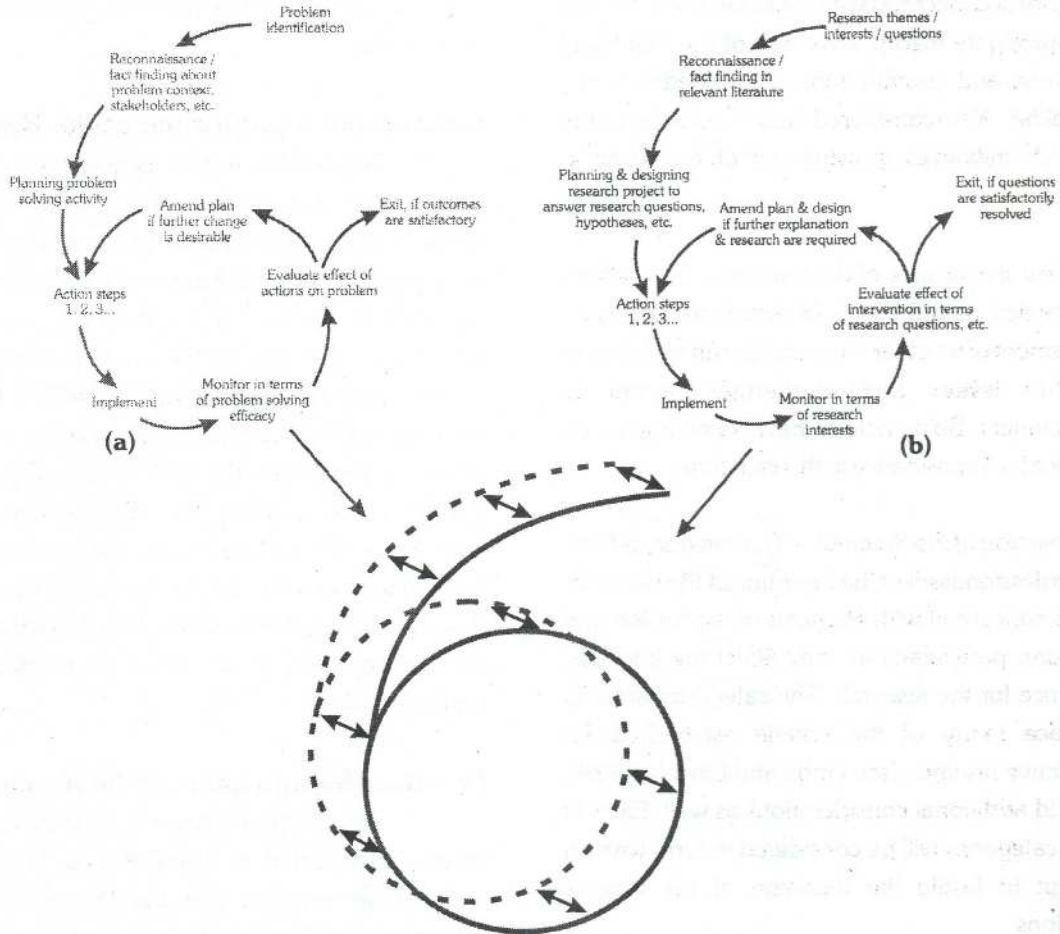 Problem
identification
Reconnaissance /
fact finding about
problem context,
stakeholders, etc.
Planning problem
solving activity
Amend plan
if further change
is desirable
Exit, if outcomes
are satisfactory
Action steps
1, 2, 3...
Evaluate effect of
actions on problem
Implement
Monitor in terms
of problem solving
efficacy
(a)
Research themes /
interests / questions
Reconnaissance /
fact finding in
relevant literature
Planning & designing
research project to
answer research questions,
hypotheses, etc.
Amend plan & design
if further explanation
& research are required
Exit, if questions
are satisfactorily
resolved
Action steps
1, 2, 3...
Evaluate effect of
intervention in terms
of research questions, etc.
Implement
Monitor in terms
of research
interests
(b)